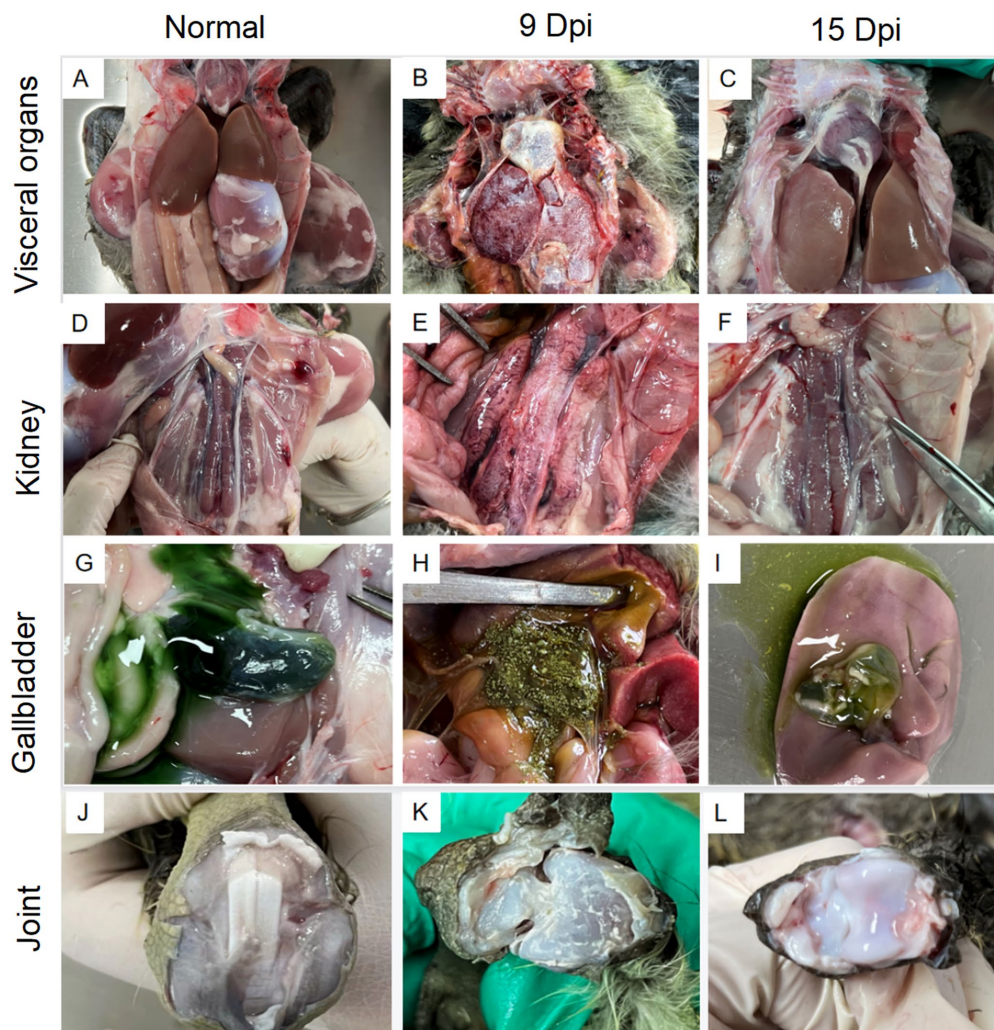 Normal 9 Dpi 15 Dpi
Visceral organs
A B C
Kidney
D E F
Gallbladder
G H I
Joint
J K L